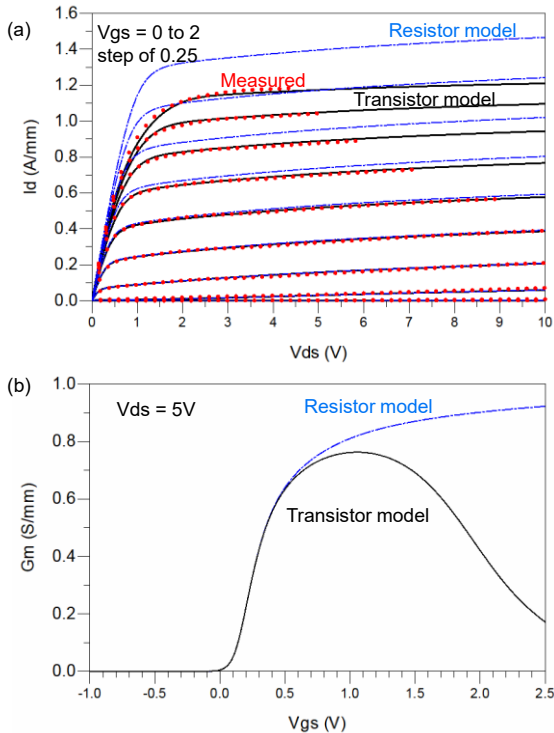 (a)
Vgs = 0 to 2
step of 0.25
Resistor model
Measured
Transistor model
Id (A/mm)
1.6
1.4
1.2
1.0
0.8
0.6
0.4
0.2
0.0
0 1 2 3 4 5 6 7 8 9 10
Vds (V)
(b)
Vds = 5V
Resistor model
Transistor model
Gm (S/mm)
1.0
0.8
0.6
0.4
0.2
0.0
-1.0 -0.5 0.0 0.5 1.0 1.5 2.0 2.5
Vgs (V)